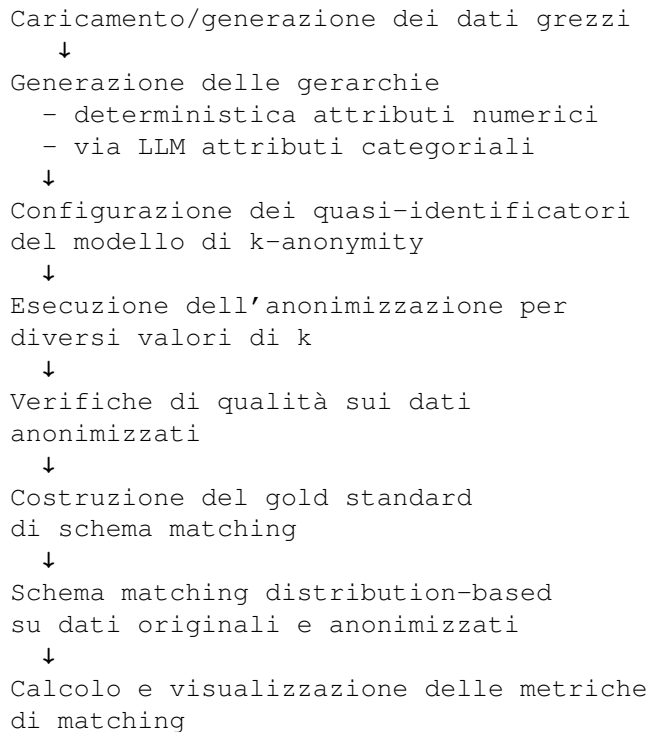 Caricamento/generazione dei dati grezzi
↓
Generazione delle gerarchie
- deterministica attributi numerici
- via LLM attributi categoriali
↓
Configurazione dei quasi-identificatori
del modello di k-anonymity
↓
Esecuzione dell'anonimizzazione per
diversi valori di k
↓
Verifiche di qualità sui dati
anonimizzati
↓
Costruzione del gold standard
di schema matching
↓
Schema matching distribution-based
su dati originali e anonimizzati
↓
Calcolo e visualizzazione delle metriche
di matching